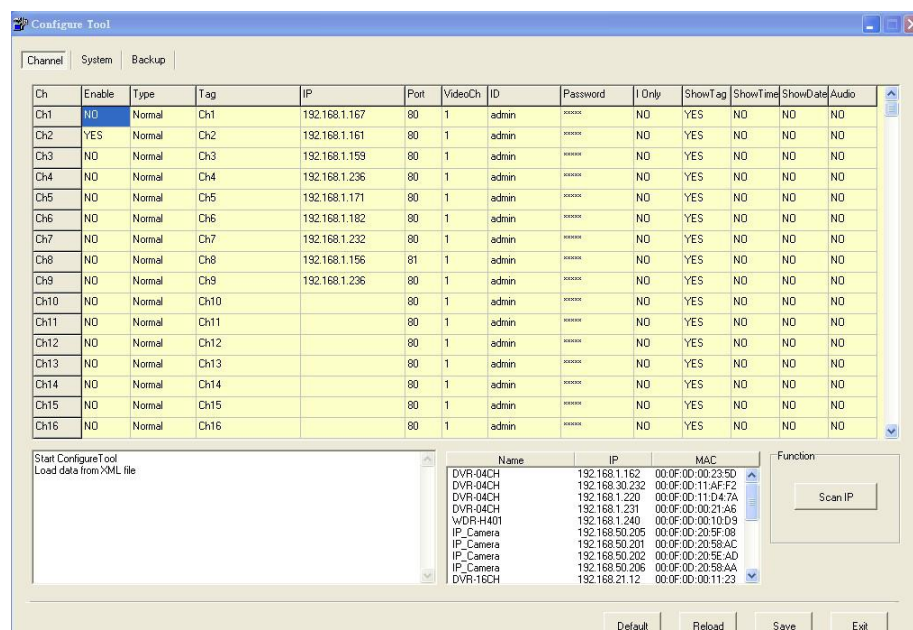 Configure Tool
Channel System Backup
Ch Enable Type Tag IP Port VideoCh ID Password I Only ShowTag ShowTime ShowDate Audio
Ch1 NO Normal Ch1 192.168.1.167 80 1 admin ***** NO YES NO NO NO
Ch2 YES Normal Ch2 192.168.1.161 80 1 admin ***** NO YES NO NO NO
Ch3 NO Normal Ch3 192.168.1.159 80 1 admin ***** NO YES NO NO NO
Ch4 NO Normal Ch4 192.168.1.236 80 1 admin ***** NO YES NO NO NO
Ch5 NO Normal Ch5 192.168.1.171 80 1 admin ***** NO YES NO NO NO
Ch6 NO Normal Ch6 192.168.1.182 80 1 admin ***** NO YES NO NO NO
Ch7 NO Normal Ch7 192.168.1.232 80 1 admin ***** NO YES NO NO NO
Ch8 NO Normal Ch8 192.168.1.156 81 1 admin ***** NO YES NO NO NO
Ch9 NO Normal Ch9 192.168.1.236 80 1 admin ***** NO YES NO NO NO
Ch10 NO Normal Ch10 80 1 admin ***** NO YES NO NO NO
Ch11 NO Normal Ch11 80 1 admin ***** NO YES NO NO NO
Ch12 NO Normal Ch12 80 1 admin ***** NO YES NO NO NO
Ch13 NO Normal Ch13 80 1 admin ***** NO YES NO NO NO
Ch14 NO Normal Ch14 80 1 admin ***** NO YES NO NO NO
Ch15 NO Normal Ch15 80 1 admin ***** NO YES NO NO NO
Ch16 NO Normal Ch16 80 1 admin ***** NO YES NO NO NO
Start ConfigureTool
Load data from XML file
Name IP MAC
DVR-04CH 192.168.1.162 00:0F:0D:00:23:5D
DVR-04CH 192.168.30.232 00:0F:0D:11:AF:F2
DVR-04CH 192.168.1.220 00:0F:0D:11:D4:7A
DVR-04CH 192.168.1.231 00:0F:0D:00:21:A6
WDR-H401 192.168.1.240 00:0F:0D:00:10:D9
IP_Camera 192.168.50.205 00:0F:0D:20:5F:08
IP_Camera 192.168.50.201 00:0F:0D:20:58:AC
IP_Camera 192.168.50.202 00:0F:0D:20:5E:AD
IP_Camera 192.168.50.206 00:0F:0D:20:58:AA
DVR-16CH 192.168.21.12 00:0F:0D:00:11:23
Function
Scan IP
Default Reload Save Exit